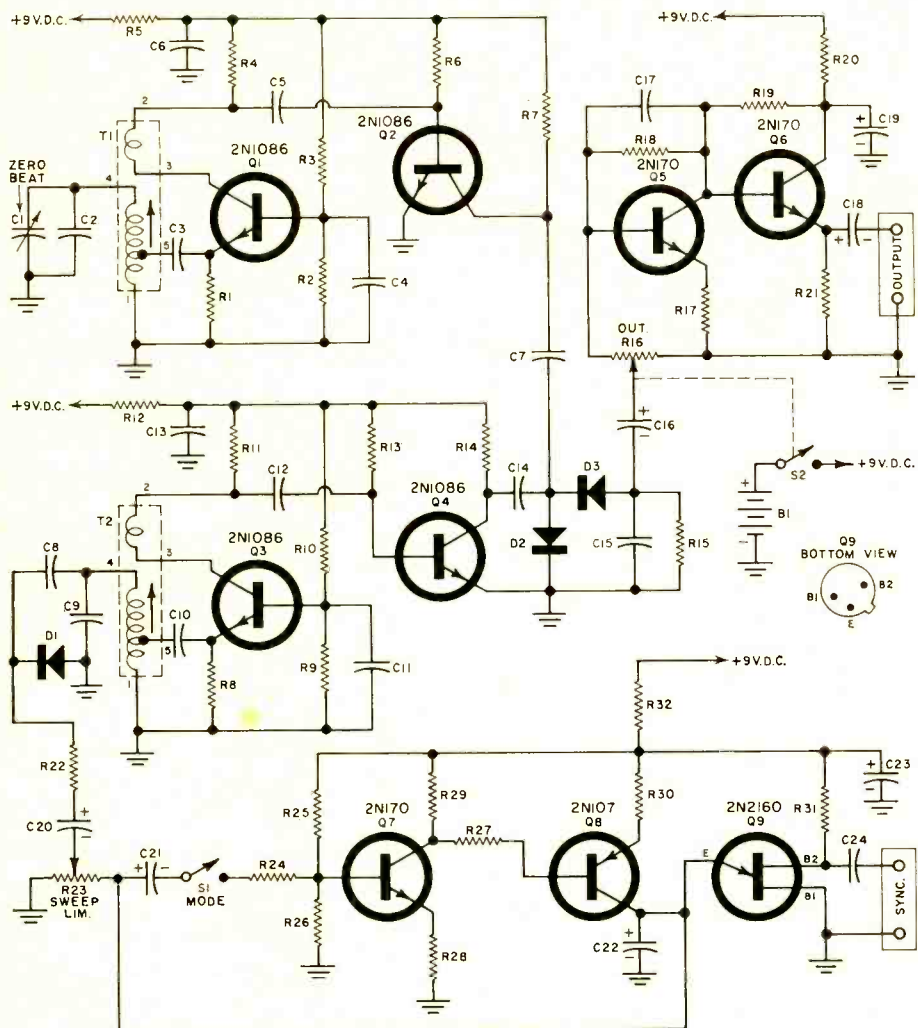 +9V.D.C.
R5
C6
R4
C5
R6
R7
2
T1
3
2N1086
Q1
2N1086
Q2
R3
ZERO
BEAT
4
C1
C2
C3
5
R1
R2
C4
1
+9V.D.C.
R20
C17
R19
R18
2N170
Q5
2N170
Q6
+
C19
-
C18
+ -
OUTPUT
R17
R21
OUT.
R16
C7
+
C16
-
+9V.D.C.
S2
+
B1
-
Q9
BOTTOM VIEW
B1
B2
E
+9V.D.C.
R12
C13
R11
C12
R13
R14
2
T2
3
2N1086
Q3
2N1086
Q4
R10
C14
D3
D2
C15
R15
C8
4
C9
C10
5
D1
R8
R9
C11
1
R22
+
C20
-
R23
SWEEP
LIM.
C21
+ -
S1
MODE
R24
R25
R26
2N170
Q7
R29
R27
R28
+9V.D.C.
R32
R30
2N107
Q8
+
C22
-
2N2160
Q9
E
B2
B1
R31
+
C23
-
C24
SYNC.